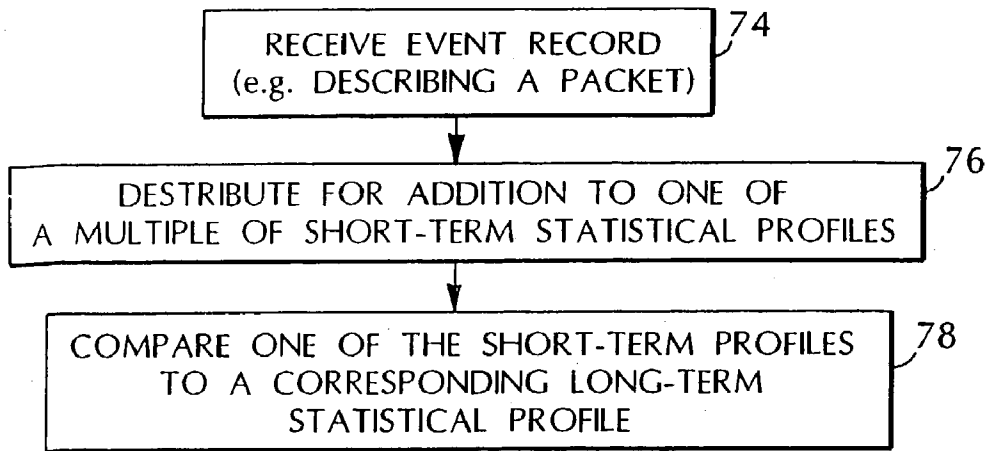 RECEIVE EVENT RECORD
(e.g. DESCRIBING A PACKET)
74
DESTRIBUTE FOR ADDITION TO ONE OF
A MULTIPLE OF SHORT-TERM STATISTICAL PROFILES
76
COMPARE ONE OF THE SHORT-TERM PROFILES
TO A CORRESPONDING LONG-TERM
STATISTICAL PROFILE
78